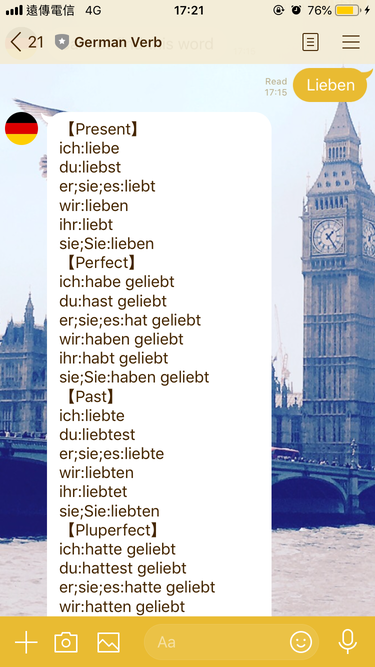 遠傳電信 4G 17:21 76%
21 German Verb
Read
17:15
Lieben
【Present】
ich:liebe
du:liebst
er;sie;es:liebt
wir:lieben
ihr:liebt
sie;Sie:lieben
【Perfect】
ich:habe geliebt
du:hast geliebt
er;sie;es:hat geliebt
wir:haben geliebt
ihr:habt geliebt
sie;Sie:haben geliebt
【Past】
ich:liebte
du:liebtest
er;sie;es:liebte
wir:liebten
ihr:liebtet
sie;Sie:liebten
【Pluperfect】
ich:hatte geliebt
du:hattest geliebt
er;sie;es:hatte geliebt
wir:hatten geliebt
Aa